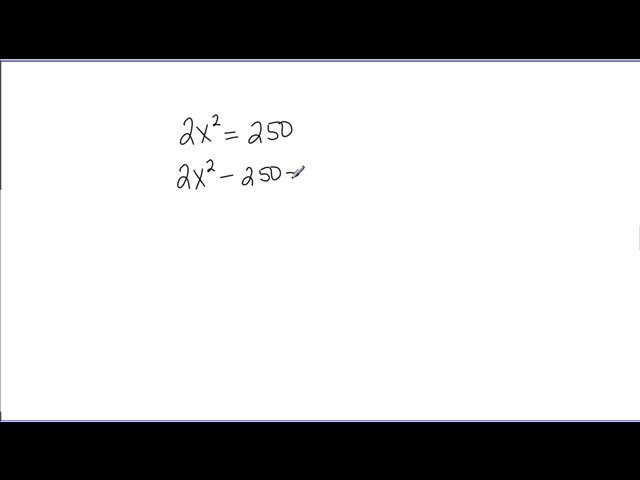 2x² = 250
2x² - 250 -